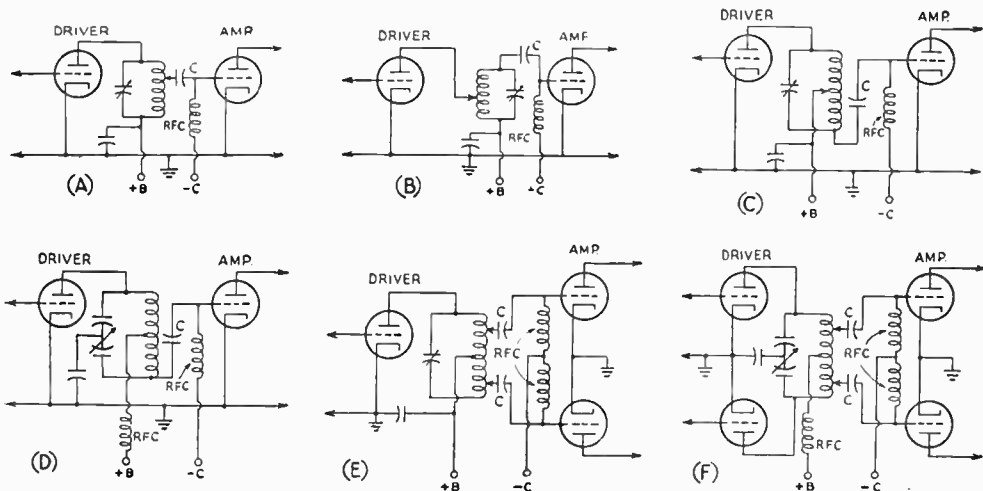 DRIVER
AMP.
C
RFC
+B
-C
(A)
DRIVER
AMP.
C
RFC
+B
+C
(B)
DRIVER
AMP.
C
RFC
+B
-C
(C)
DRIVER
AMP.
C
RFC
RFC
+B
-C
(D)
DRIVER
AMP.
C
RFC
C
+B
-C
(E)
DRIVER
AMP.
C
RFC
C
RFC
+B
-C
(F)